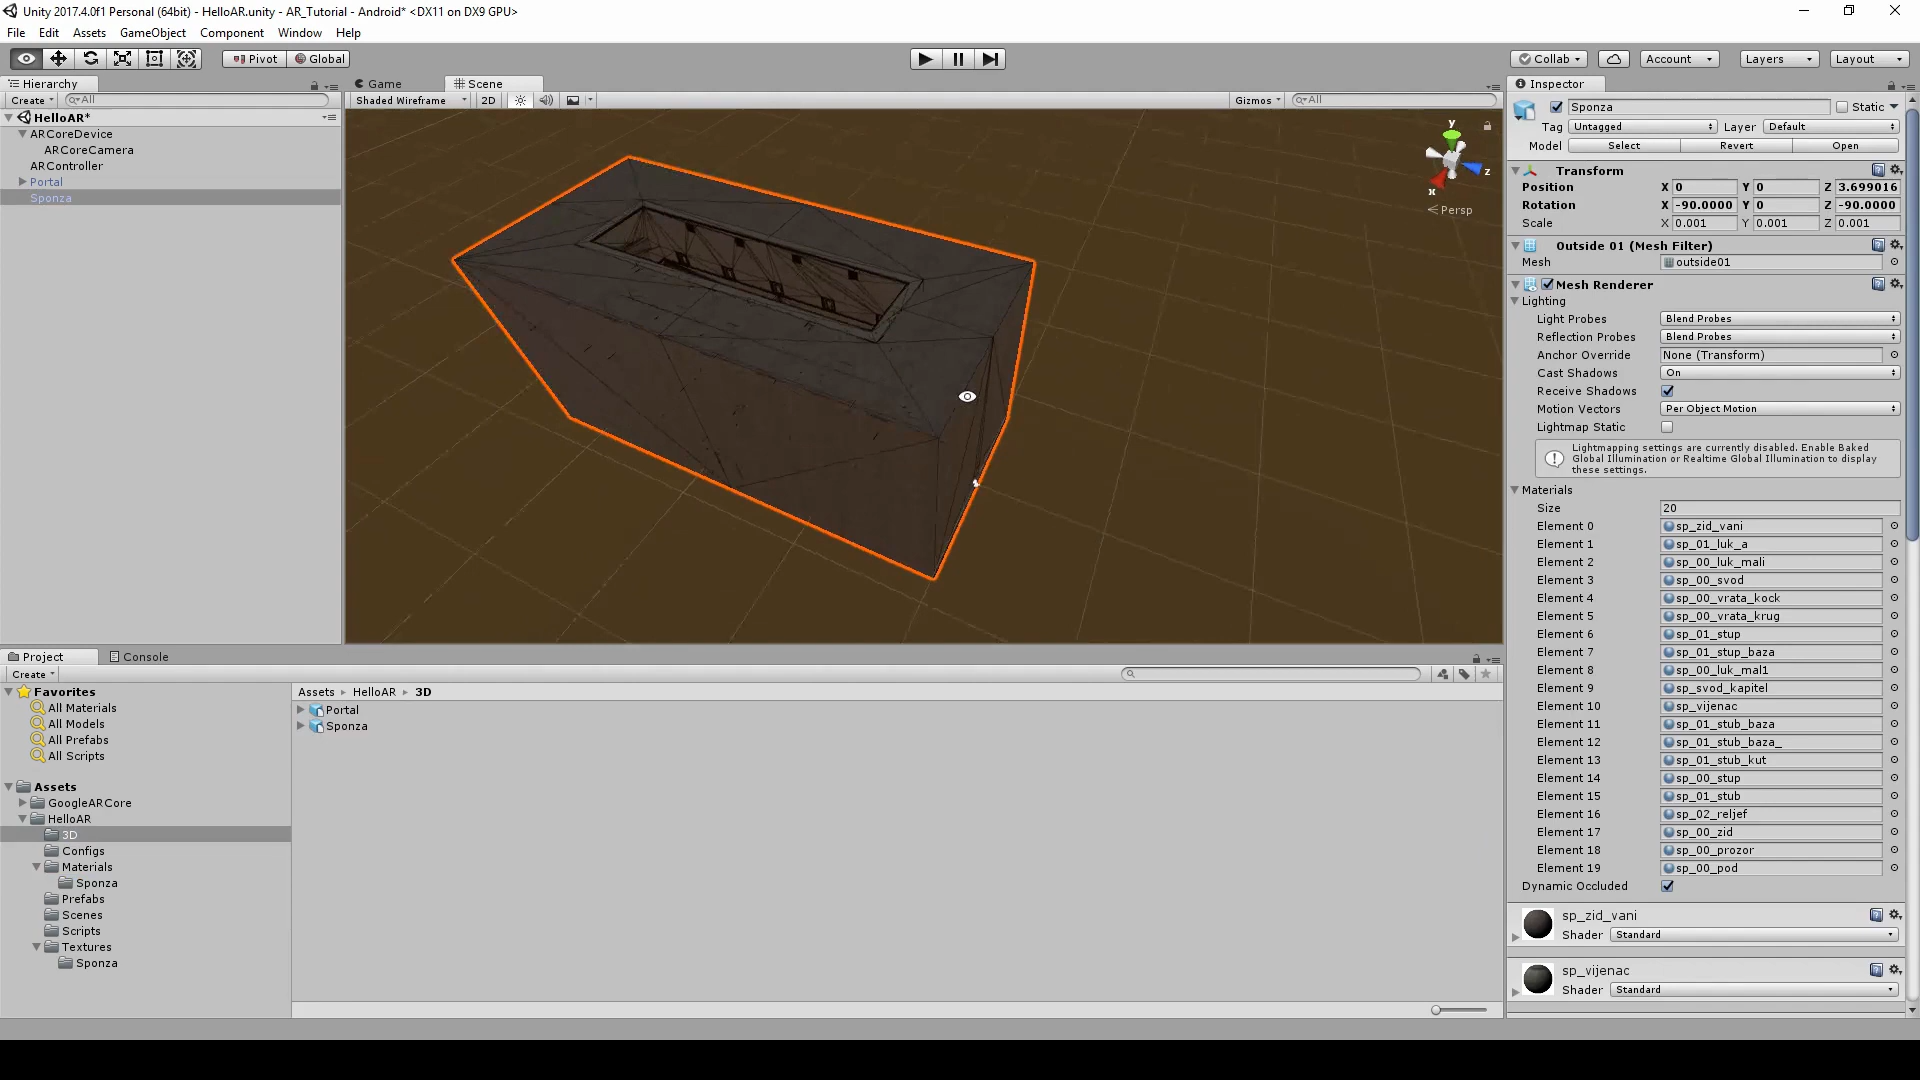 Unity 2017.4.0f1 Personal (64bit) - HelloAR.unity - AR_Tutorial - Android* <DX11 on DX9 GPU>
File Edit Assets GameObject Component Window Help
Pivot Global Collab Account Layers Layout
Hierarchy
Create All
HelloAR*
ARCoreDevice
ARCoreCamera
ARController
Portal
Sponza
Game Scene
Shaded Wireframe 2D Gizmos All
y
z
x
Persp
Inspector
Sponza Static
Tag Untagged Layer Default
Model Select Revert Open
Transform
Position X 0 Y 0 Z 3.699016
Rotation X -90.0000 Y 0 Z -90.0000
Scale X 0.001 Y 0.001 Z 0.001
Outside 01 (Mesh Filter)
Mesh outside01
Mesh Renderer
Lighting
Light Probes Blend Probes
Reflection Probes Blend Probes
Anchor Override None (Transform)
Cast Shadows On
Receive Shadows
Motion Vectors Per Object Motion
Lightmap Static
Lightmapping settings are currently disabled. Enable Baked
Global Illumination or Realtime Global Illumination to display
these settings.
Materials
Size 20
Element 0 sp_zid_vani
Element 1 sp_01_luk_a
Element 2 sp_00_luk_mali
Element 3 sp_00_svod
Element 4 sp_00_vrata_kock
Element 5 sp_00_vrata_krug
Element 6 sp_01_stup
Element 7 sp_01_stup_baza
Element 8 sp_00_luk_mal1
Element 9 sp_svod_kapitel
Element 10 sp_vijenac
Element 11 sp_01_stub_baza
Element 12 sp_01_stub_baza_
Element 13 sp_01_stub_kut
Element 14 sp_00_stup
Element 15 sp_01_stub
Element 16 sp_02_reljef
Element 17 sp_00_zid
Element 18 sp_00_prozor
Element 19 sp_00_pod
Dynamic Occluded
sp_zid_vani
Shader Standard
sp_vijenac
Shader Standard
Project Console
Create
Favorites
All Materials
All Models
All Prefabs
All Scripts
Assets
GoogleARCore
HelloAR
3D
Configs
Materials
Sponza
Prefabs
Scenes
Scripts
Textures
Sponza
Assets HelloAR 3D
Portal
Sponza